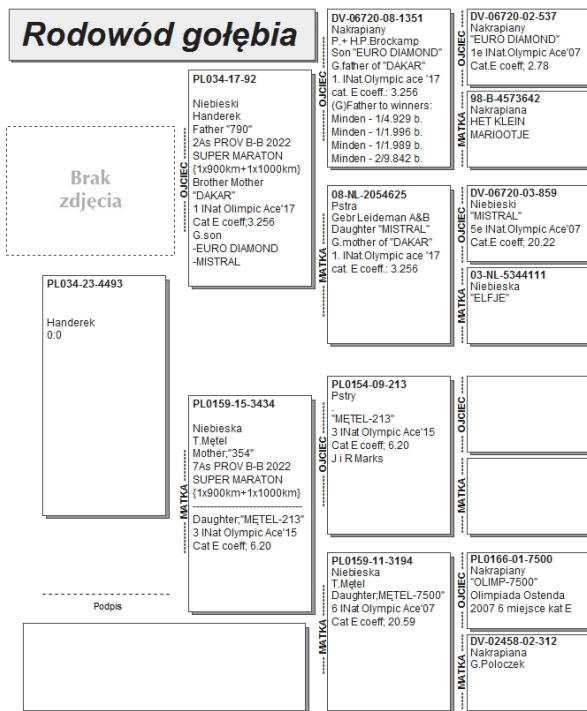 Rodowód gołębia
Brak
zdjęcia
PL034-23-4493
Handerek
0:0
Podpis
OJCIEC
PL034-17-92
Niebieski
Handerek
Father "790"
2As PROV B-B 2022
SUPER MARATON
{1x900km+1x1000km}
Brother Mother
"DAKAR"
1 INat Olimpic Ace'17
Cat E coeff;3.256
G.son
-EURO DIAMOND
-MISTRAL
MATKA
PL0159-15-3434
Niebieska
T.Mętel
Mother;"354"
7As PROV B-B 2022
SUPER MARATON
{1x900km+1x1000km}
--------------------------------
Daughter;"MĘTEL-213"
3 INat Olympic Ace'15
Cat E coeff; 6.20
OJCIEC
DV-06720-08-1351
Nakrapiany
P.+ H.P.Brockamp
Son "EURO DIAMOND"
G.father of "DAKAR"
1. INat.Olympic ace '17
cat. E coeff.: 3.256
(G)Father to winners:
Minden - 1/4.929 b.
Minden - 1/1.996 b.
Minden - 1/1.989 b.
Minden - 2/9.842 b.
MATKA
08-NL-2054625
Pstra
Gebr.Leideman A&B
Daughter "MISTRAL"
G.mother of "DAKAR"
1. INat.Olympic ace '17
cat. E coeff.: 3.256
OJCIEC
PL0154-09-213
Pstry
.
"MĘTEL-213"
3 INat Olympic Ace'15
Cat E coeff; 6.20
J i R Marks
MATKA
PL0159-11-3194
Niebieska
T.Mętel
Daughter;MĘTEL-7500"
6 INat Olympic Ace'07
Cat E coeff; 20.59
OJCIEC
DV-06720-02-537
Nakrapiany
"EURO DIAMOND"
1e INat.Olympic Ace'07
Cat.E coeff; 2.78
MATKA
98-B-4573642
Nakrapiana
HET KLEIN
MARIOOTJE
OJCIEC
DV-06720-03-859
Niebieski
"MISTRAL"
5e INat.Olympic Ace'07
Cat.E coeff; 20.22
MATKA
03-NL-5344111
Niebieska
"ELFJE"
OJCIEC
MATKA
OJCIEC
PL0166-01-7500
Nakrapiany
"OLIMP-7500"
Olimpiada Ostenda
2007 6 miejsce kat E
MATKA
DV-02458-02-312
Nakrapiana
G.Poloczek